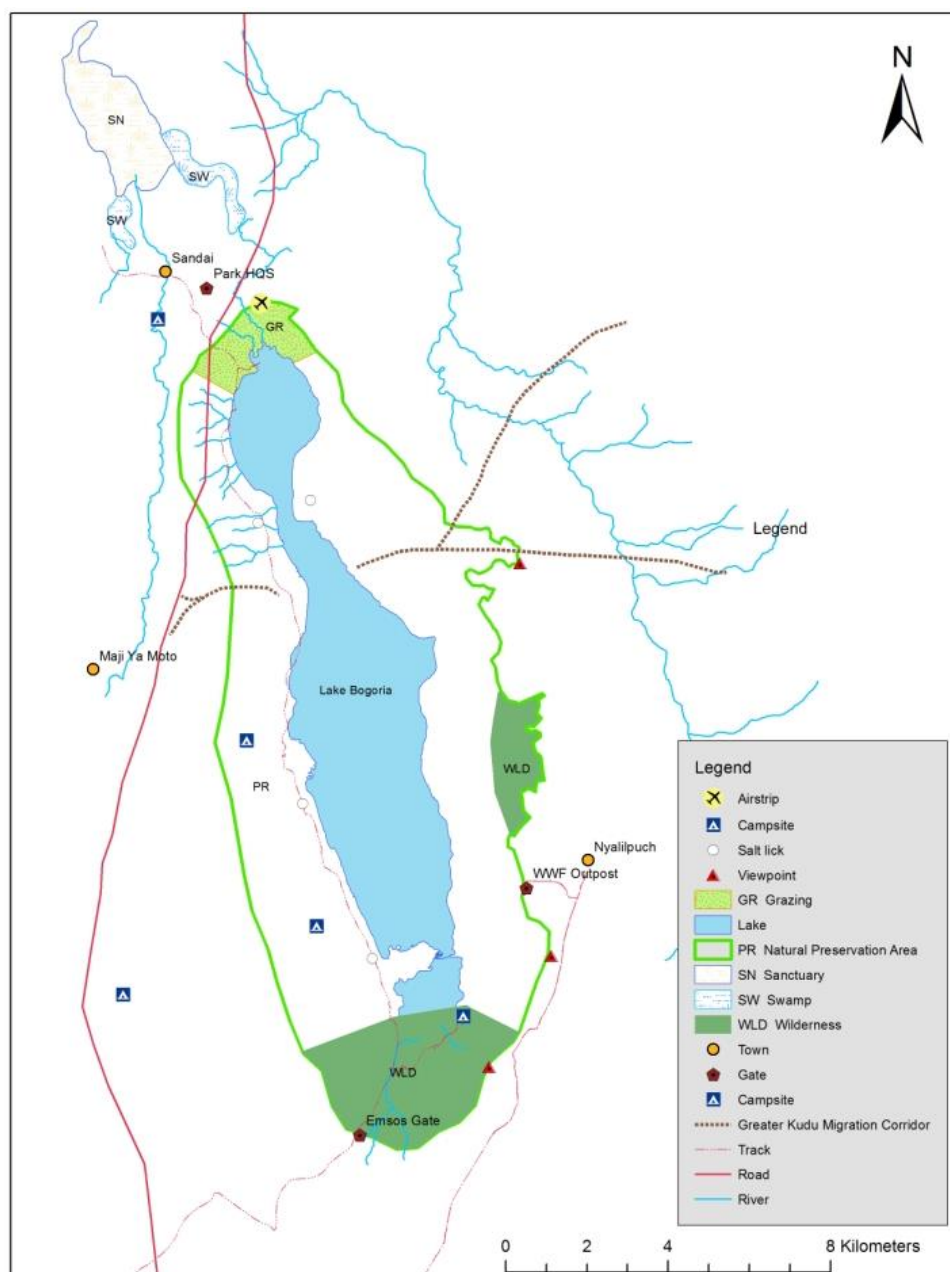 N
SN
SW
SW
Sandai
Park HQS
GR
Legend
Maji Ya Moto
Lake Bogoria
PR
WLD
Nyalilpuch
WWF Outpost
WLD
Emsos Gate
Legend
Airstrip
Campsite
Salt lick
Viewpoint
GR Grazing
Lake
PR Natural Preservation Area
SN Sanctuary
SW Swamp
WLD Wilderness
Town
Gate
Campsite
Greater Kudu Migration Corridor
Track
Road
River
0 2 4 8 Kilometers